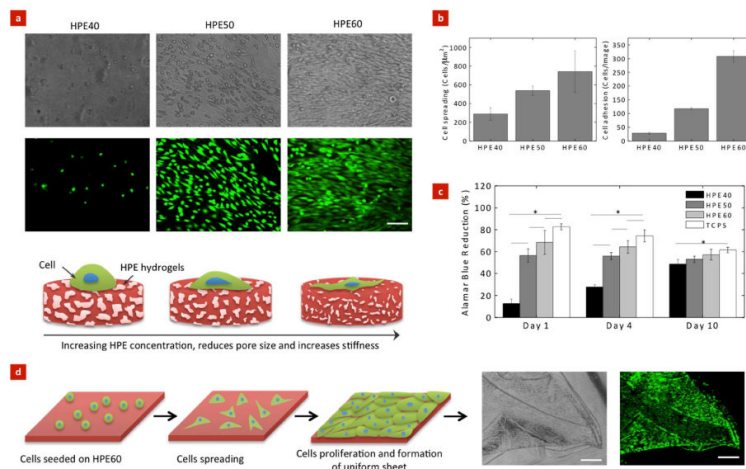 a
HPE40 HPE50 HPE60
Cell
HPE hydrogels
Increasing HPE concentration, reduces pore size and increases stiffness
b
Cell spreading (Cells/µm²)
1000
800
600
400
200
0
HPE40 HPE50 HPE60
Cell adhesion (Cells/image)
350
300
250
200
150
100
50
0
HPE40 HPE50 HPE60
c
Alamar Blue Reduction (%)
120
100
80
60
40
20
0
HPE40
HPE50
HPE60
TCPS
* * *
Day 1 Day 4 Day 10
d
Cells seeded on HPE60
Cells spreading
Cells proliferation and formation
of uniform sheet